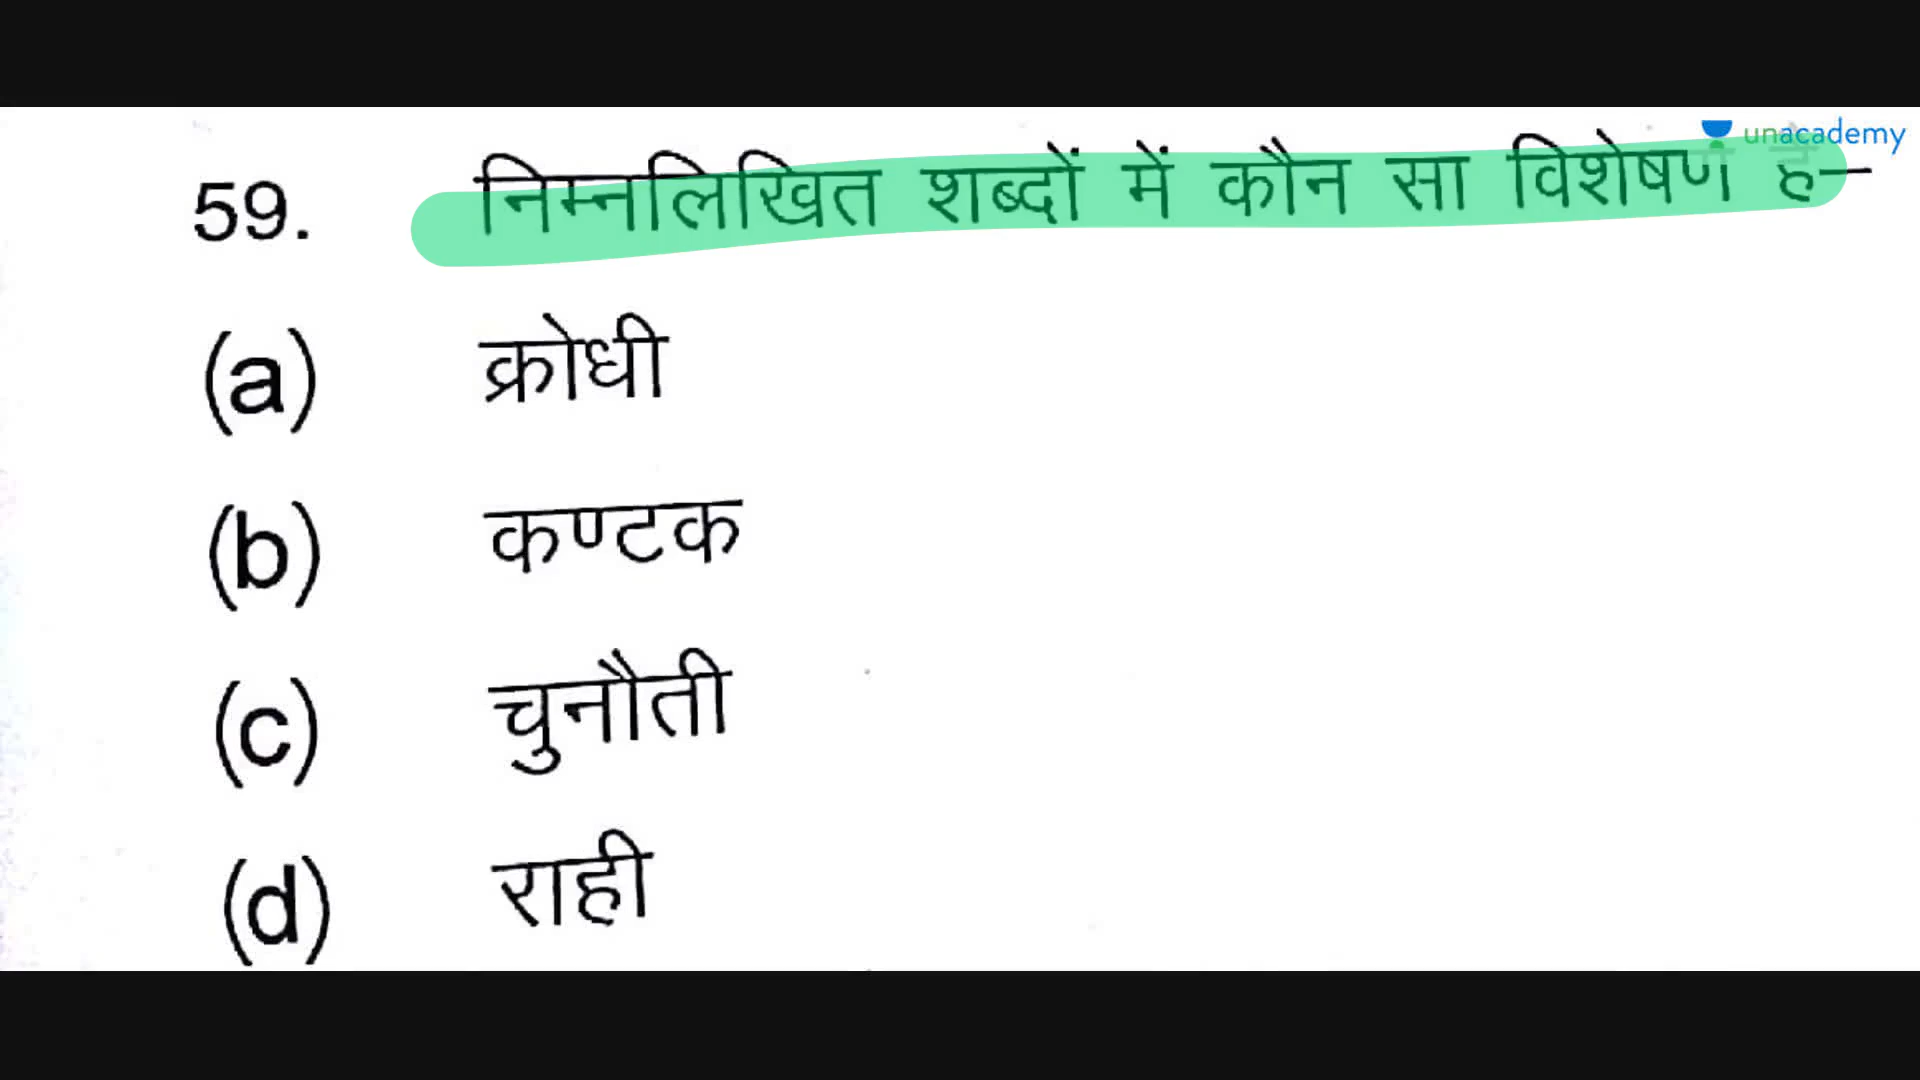 unacademy
59. निम्नलिखित शब्दों में कौन सा विशेषण है–
(a) क्रोधी
(b) कण्टक
(c) चुनौती
(d) राही